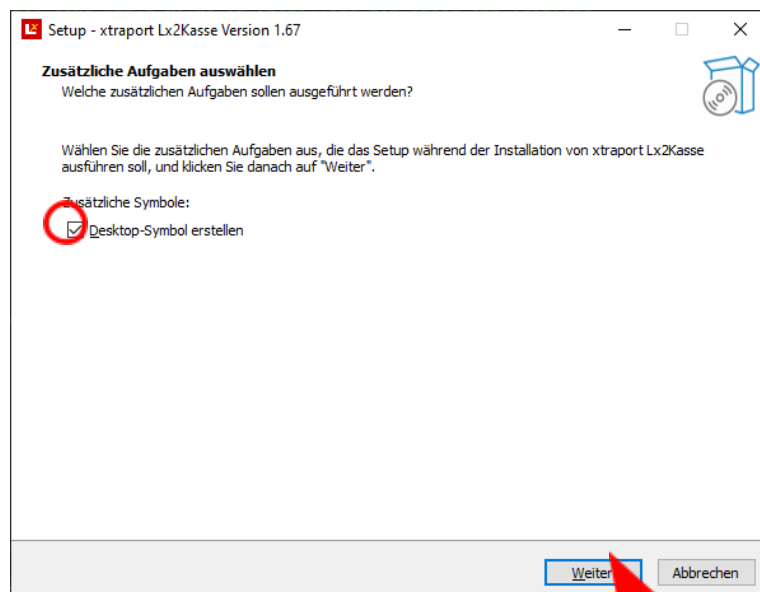 Lx Setup - xtraport Lx2Kasse Version 1.67
Zusätzliche Aufgaben auswählen
Welche zusätzlichen Aufgaben sollen ausgeführt werden?
Wählen Sie die zusätzlichen Aufgaben aus, die das Setup während der Installation von xtraport Lx2Kasse
ausführen soll, und klicken Sie danach auf "Weiter".
Zusätzliche Symbole:
Desktop-Symbol erstellen
Weiter Abbrechen